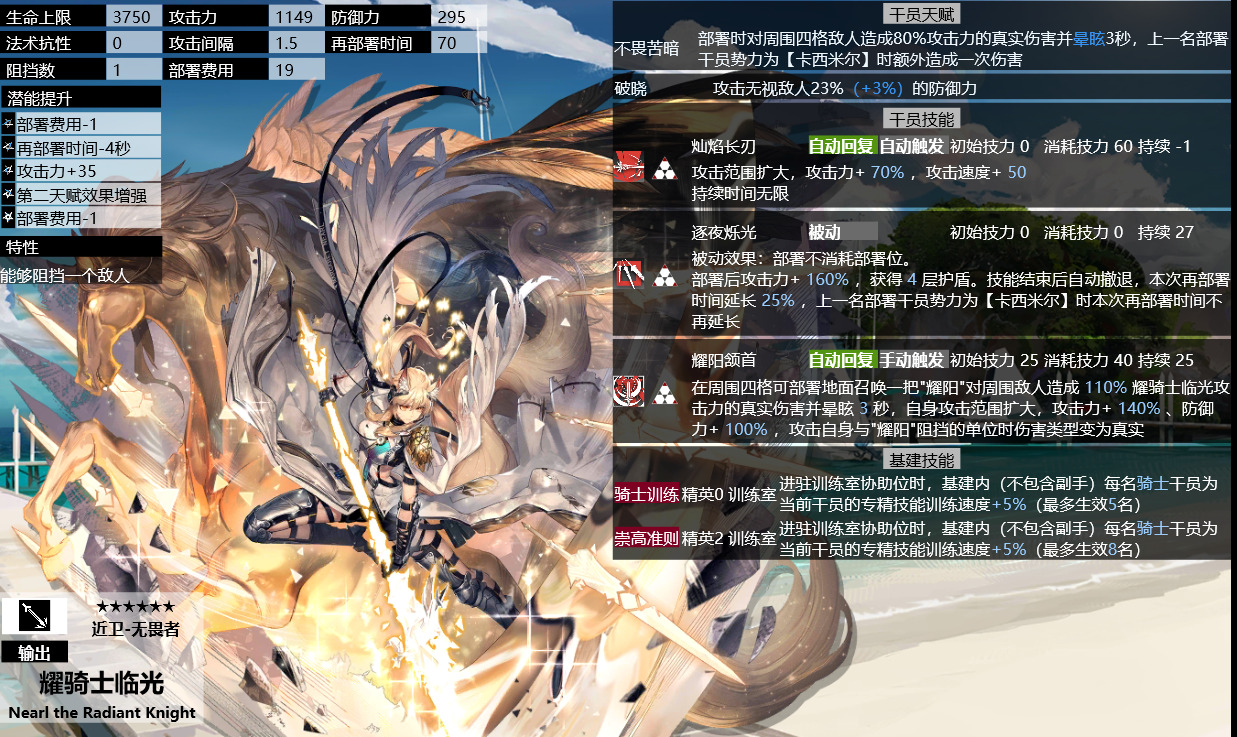 生命上限 3750 攻击力 1149 防御力 295
法术抗性 0 攻击间隔 1.5 再部署时间 70
阻挡数 1 部署费用 19
潜能提升
部署费用-1
再部署时间-4秒
攻击力+35
第二天赋效果增强
部署费用-1
特性
能够阻挡一个敌人
★★★★★★
近卫-无畏者
输出
耀骑士临光
Nearl the Radiant Knight
干员天赋
不畏苦暗 部署时对周围四格敌人造成80%攻击力的真实伤害并晕眩3秒，上一名部署
干员势力为【卡西米尔】时额外造成一次伤害
破晓 攻击无视敌人23%（+3%）的防御力
干员技能
灿焰长刃 自动回复 自动触发 初始技力 0 消耗技力 60 持续 -1
攻击范围扩大，攻击力+ 70% ，攻击速度+ 50
持续时间无限
逐夜烁光 被动 初始技力 0 消耗技力 0 持续 27
被动效果：部署不消耗部署位。
部署后攻击力+ 160% ，获得 4 层护盾。技能结束后自动撤退，本次再部署
时间延长 25% ，上一名部署干员势力为【卡西米尔】时本次再部署时间不
再延长
耀阳颔首 自动回复 手动触发 初始技力 25 消耗技力 40 持续 25
在周围四格可部署地面召唤一把"耀阳"对周围敌人造成 110% 耀骑士临光攻
击力的真实伤害并晕眩 3 秒，自身攻击范围扩大，攻击力+ 140% 、防御
力+ 100% ，攻击自身与"耀阳"阻挡的单位时伤害类型变为真实
基建技能
骑士训练 精英0 训练室 进驻训练室协助位时，基建内（不包含副手）每名骑士干员为
当前干员的专精技能训练速度+5%（最多生效5名）
崇高准则 精英2 训练室 进驻训练室协助位时，基建内（不包含副手）每名骑士干员为
当前干员的专精技能训练速度+5%（最多生效8名）